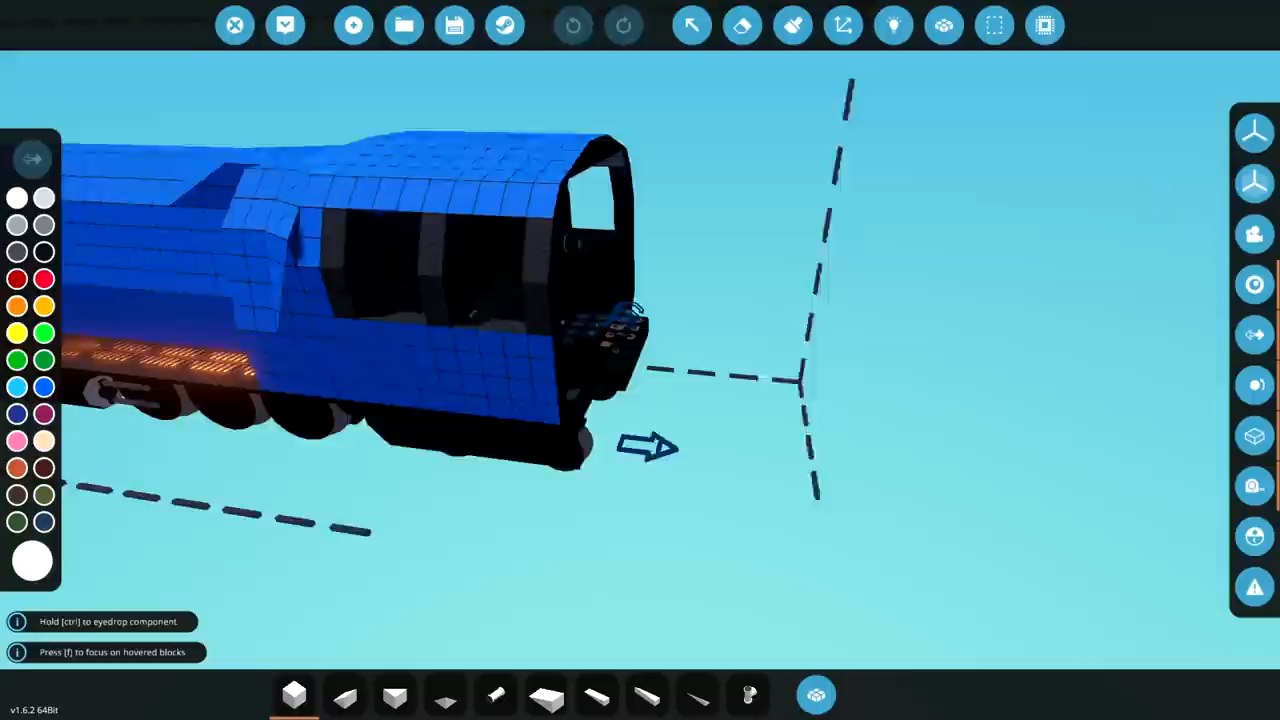 Hold [ctrl] to eyedrop component
Press [f] to focus on hovered blocks
v1.6.2 64Bit